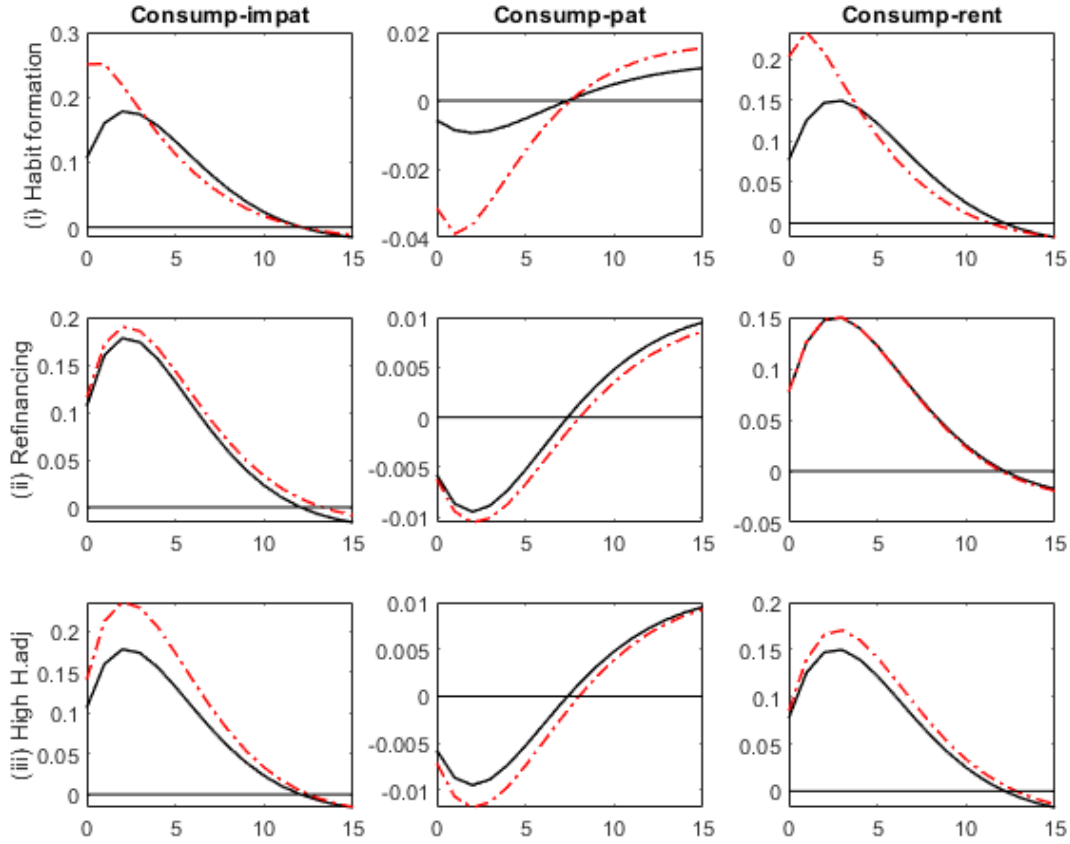 Consump-impat Consump-pat Consump-rent
(i) Habit formation
0.3 0.2 0.1 0
0 5 10 15
0.02 0 -0.02 -0.04
0 5 10 15
0.2 0.15 0.1 0.05 0
0 5 10 15
(ii) Refinancing
0.2 0.15 0.1 0.05 0
0 5 10 15
0.01 0.005 0 -0.005 -0.01
0 5 10 15
0.15 0.1 0.05 0 -0.05
0 5 10 15
(iii) High H.adj
0.2 0.15 0.1 0.05 0
0 5 10 15
0.01 0.005 0 -0.005 -0.01
0 5 10 15
0.2 0.15 0.1 0.05 0
0 5 10 15